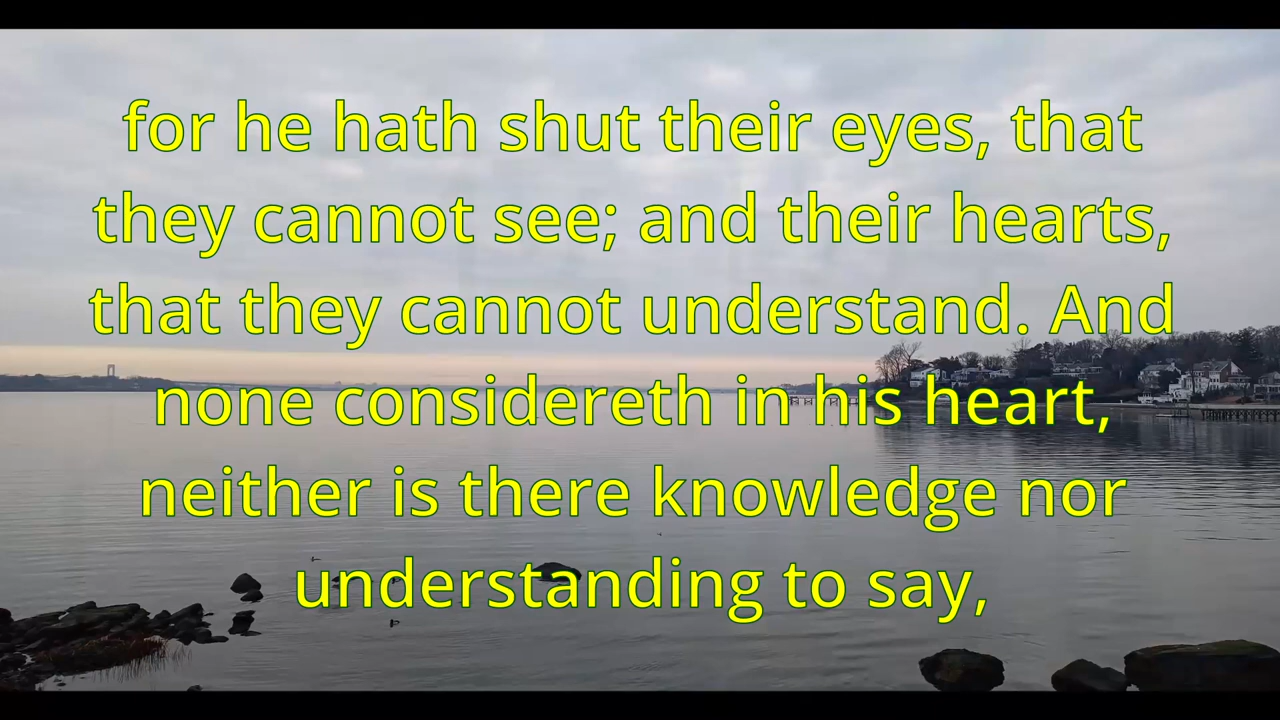 for he hath shut their eyes, that
they cannot see; and their hearts,
that they cannot understand. And
none considereth in his heart,
neither is there knowledge nor
understanding to say,